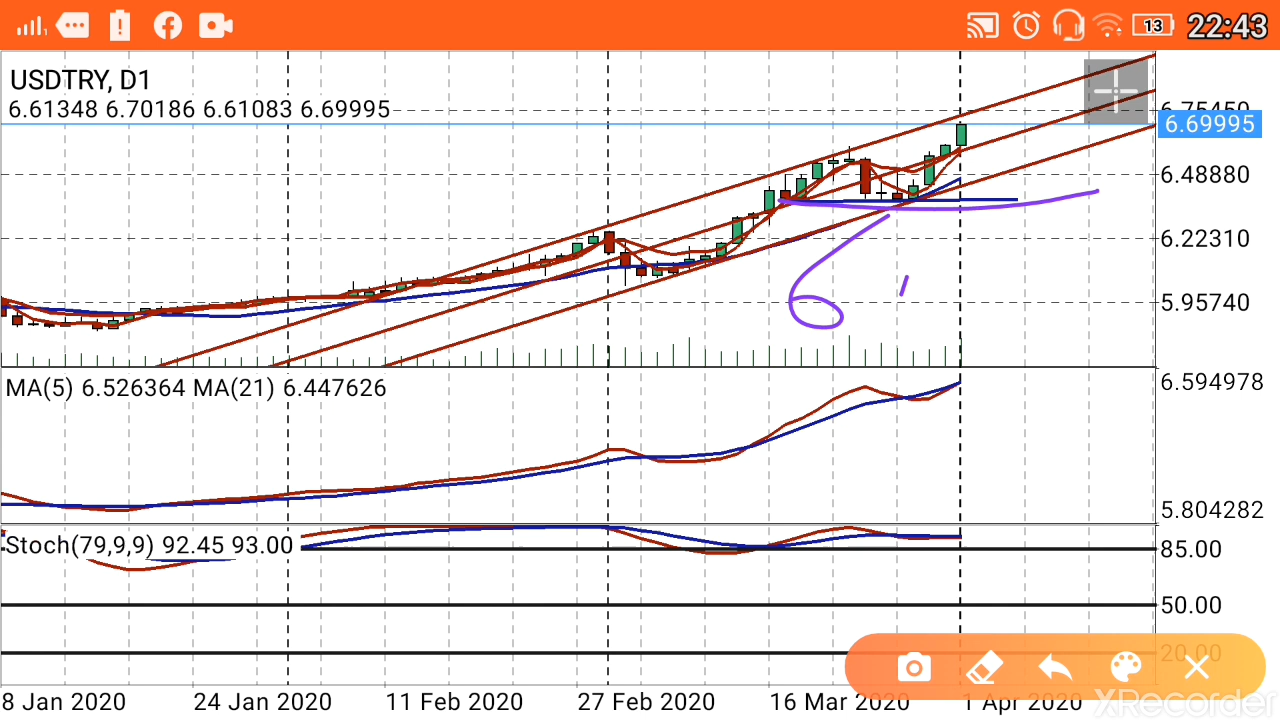 13 22:43
USDTRY, D1
6.61348 6.70186 6.61083 6.69995
6.75450
6.69995
6.48880
6.22310
6.
5.95740
MA(5) 6.526364 MA(21) 6.447626
6.594978
5.804282
Stoch(79,9,9) 92.45 93.00
85.00
50.00
20.00
8 Jan 2020 24 Jan 2020 11 Feb 2020 27 Feb 2020 16 Mar 2020 1 Apr 2020
XRecorder